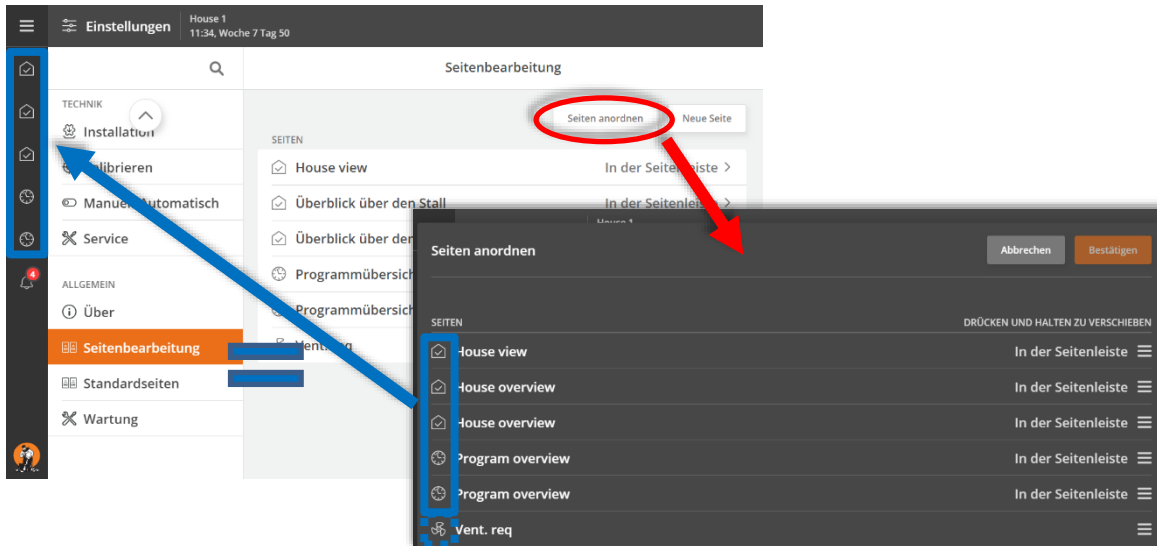 Einstellungen
House 1
11:34, Woche 7 Tag 50
Seitenbearbeitung
TECHNIK
Installation
Kalibrieren
Manuell/Automatisch
Service
4
ALLGEMEIN
Über
Seitenbearbeitung
Standardseiten
Wartung
Seiten anordnen
Neue Seite
SEITEN
House view
In der Seitenleiste
Überblick über den Stall
In der Seitenleiste
Überblick über der
Programmübersich
Programmübersich
Vent. req
House 1
Seiten anordnen
Abbrechen
Bestätigen
SEITEN
DRÜCKEN UND HALTEN ZU VERSCHIEBEN
House view
In der Seitenleiste
House overview
In der Seitenleiste
House overview
In der Seitenleiste
Program overview
In der Seitenleiste
Program overview
In der Seitenleiste
Vent. req